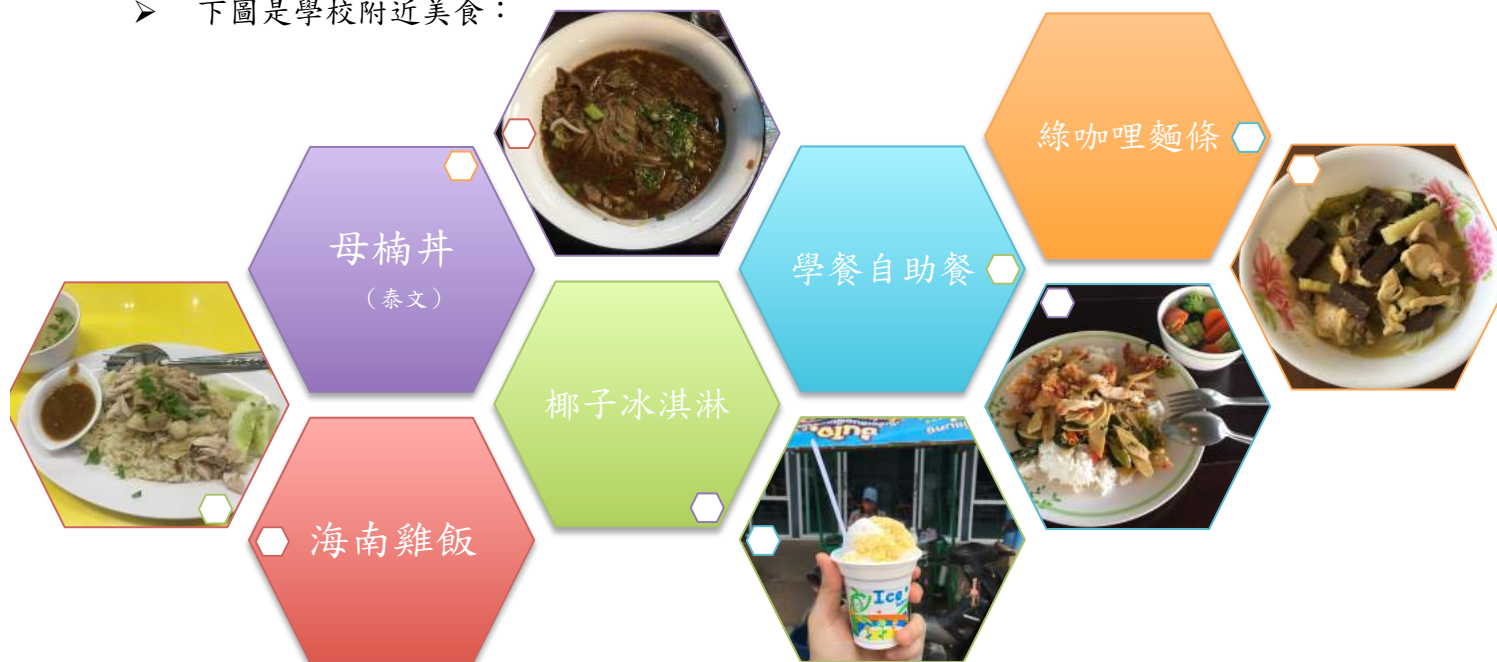 ➢ 下圖是學校附近美食：
綠咖哩麵條
母楠丼
（泰文）
學餐自助餐
椰子冰淇淋
海南雞飯
Ice